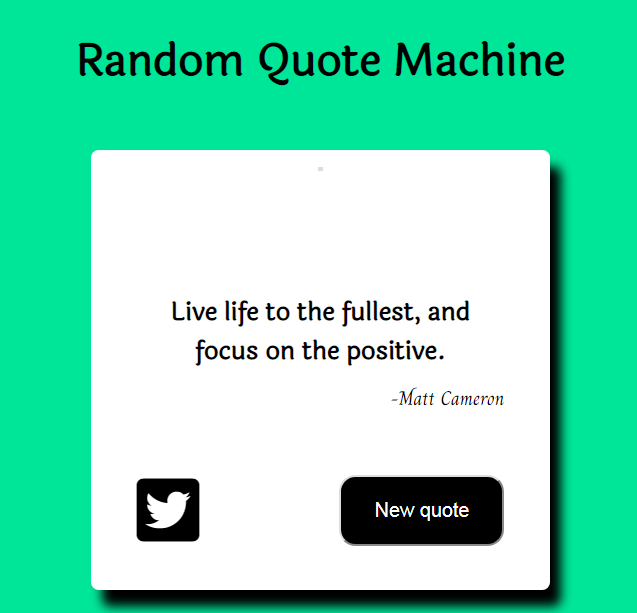 Random Quote Machine
Live life to the fullest, and
focus on the positive.
-Matt Cameron
New quote